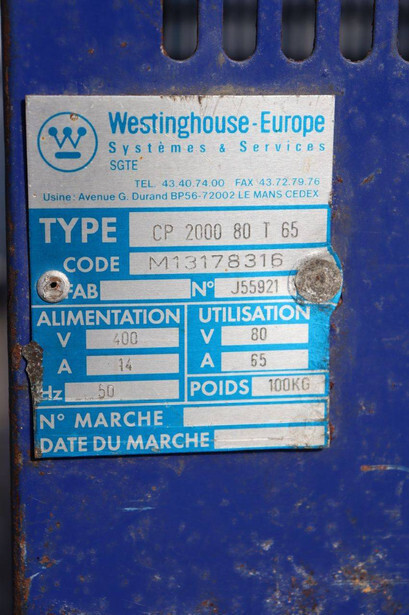 Westinghouse-Europe
Systèmes & Services
SGTE
TEL 43.40.74.00 FAX 43.72.79.76
Usine: Avenue G. Durand BP56-72002 LE MANS CEDEX
TYPE CP 2000 80 T 65
CODE M13178316
FAB N° J55921
ALIMENTATION UTILISATION
V 400 V 80
A 14 A 65
Hz 50 POIDS 100KG
N° MARCHE
DATE DU MARCHE